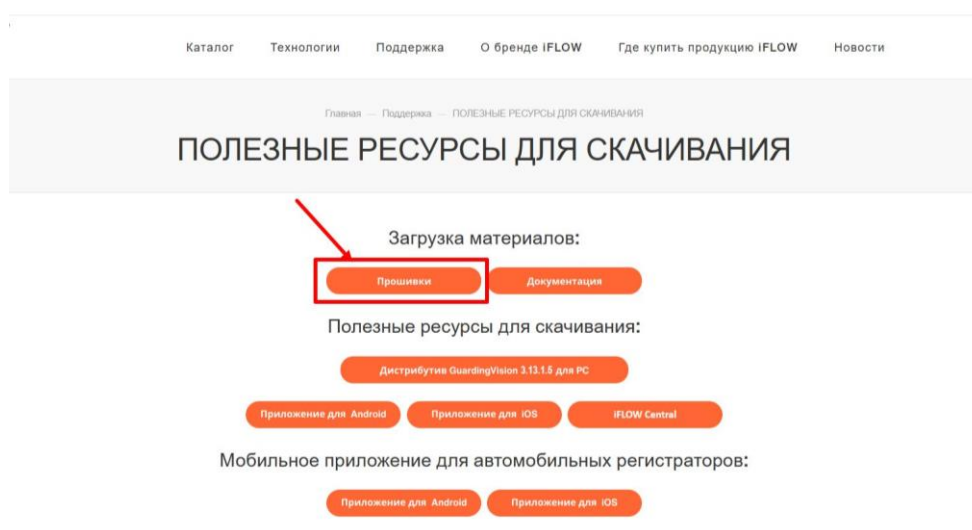 Каталог Технологии Поддержка О бренде iFLOW Где купить продукцию iFLOW Новости
Главная — Поддержка — ПОЛЕЗНЫЕ РЕСУРСЫ ДЛЯ СКАЧИВАНИЯ
ПОЛЕЗНЫЕ РЕСУРСЫ ДЛЯ СКАЧИВАНИЯ
Загрузка материалов:
Прошивки Документация
Полезные ресурсы для скачивания:
Дистрибутив GuardingVision 3.13.1.5 для PC
Приложение для Android Приложение для iOS iFLOW Central
Мобильное приложение для автомобильных регистраторов:
Приложение для Android Приложение для iOS